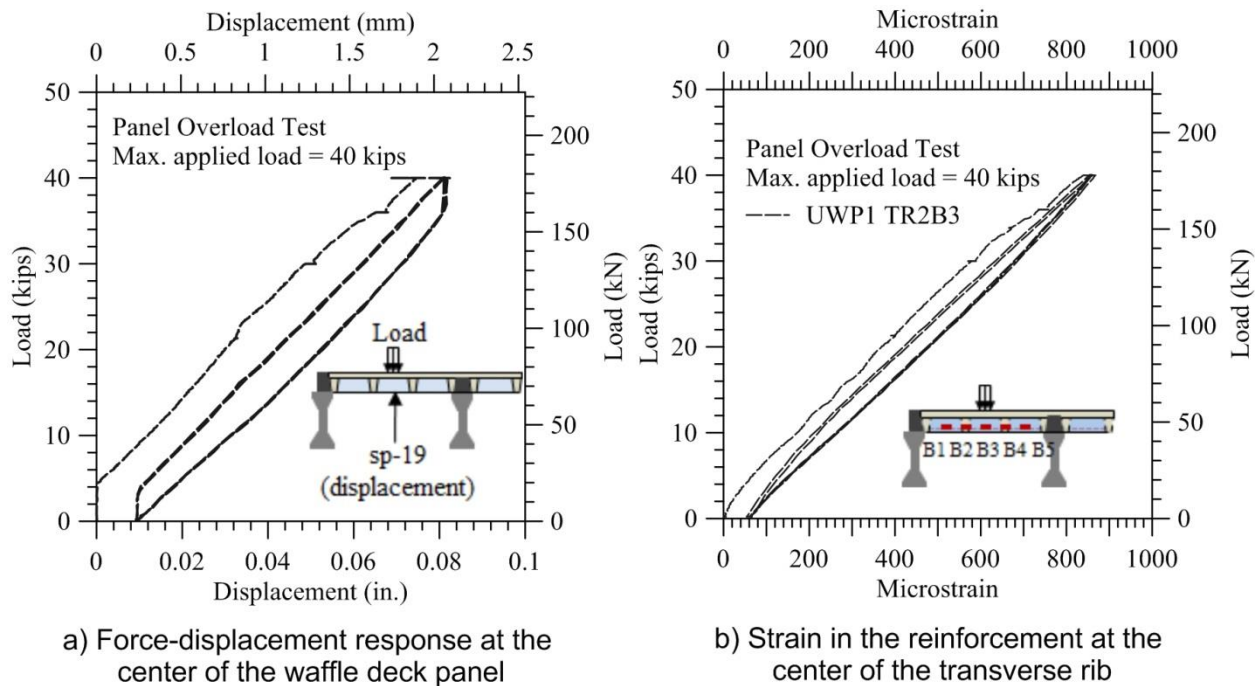 Displacement (mm)
0 0.5 1 1.5 2 2.5
50
40
30
20
10
0
Load (kips)
Panel Overload Test
Max. applied load = 40 kips
200
150
100
50
0
Load (kN)
Load
sp-19
(displacement)
0 0.02 0.04 0.06 0.08 0.1
Displacement (in.)
a) Force-displacement response at the
center of the waffle deck panel
Microstrain
0 200 400 600 800 1000
50
40
30
20
10
0
Load (kips)
Panel Overload Test
Max. applied load = 40 kips
UWP1 TR2B3
200
150
100
50
0
Load (kN)
B1 B2 B3 B4 B5
0 200 400 600 800 1000
Microstrain
b) Strain in the reinforcement at the
center of the transverse rib